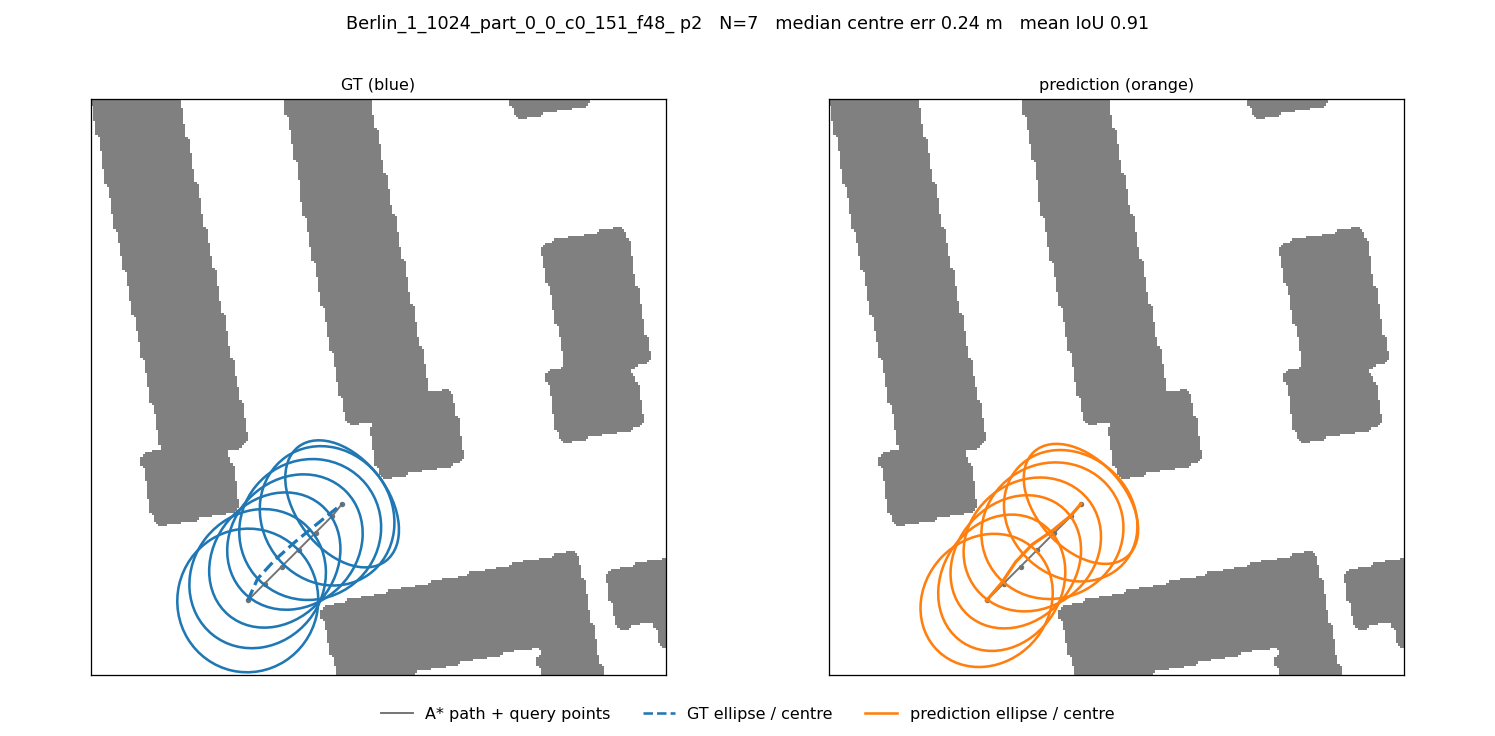 Berlin_1_1024_part_0_0_c0_151_f48_ p2   N=7   median centre err 0.24 m   mean IoU 0.91
GT (blue)
prediction (orange)
A* path + query points
GT ellipse / centre
prediction ellipse / centre